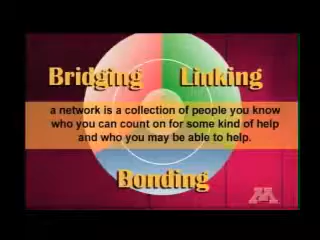 Bridging Linking
a network is a collection of people you know
who you can count on for some kind of help
and who you may be able to help.
Bonding
M